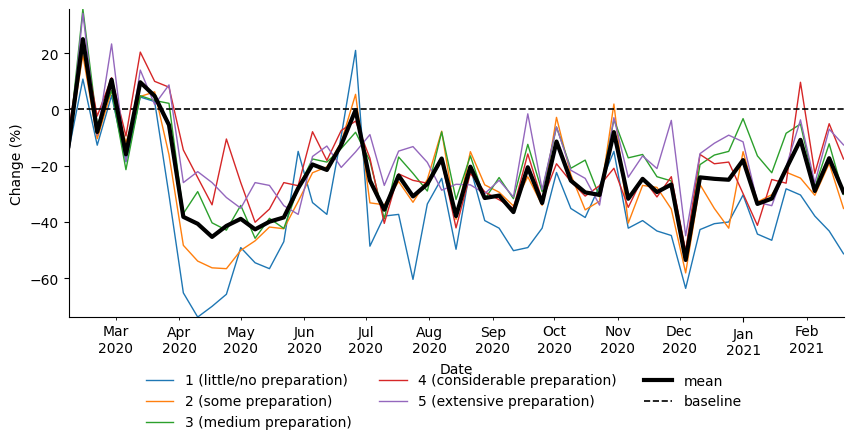 Change (%)
20
0
−20
−40
−60
Mar Apr May Jun Jul Aug Sep Oct Nov Dec Jan Feb
2020 2020 2020 2020 2020 2020 2020 2020 2020 2020 2021 2021
Date
1 (little/no preparation) 4 (considerable preparation) mean
2 (some preparation) 5 (extensive preparation) baseline
3 (medium preparation)